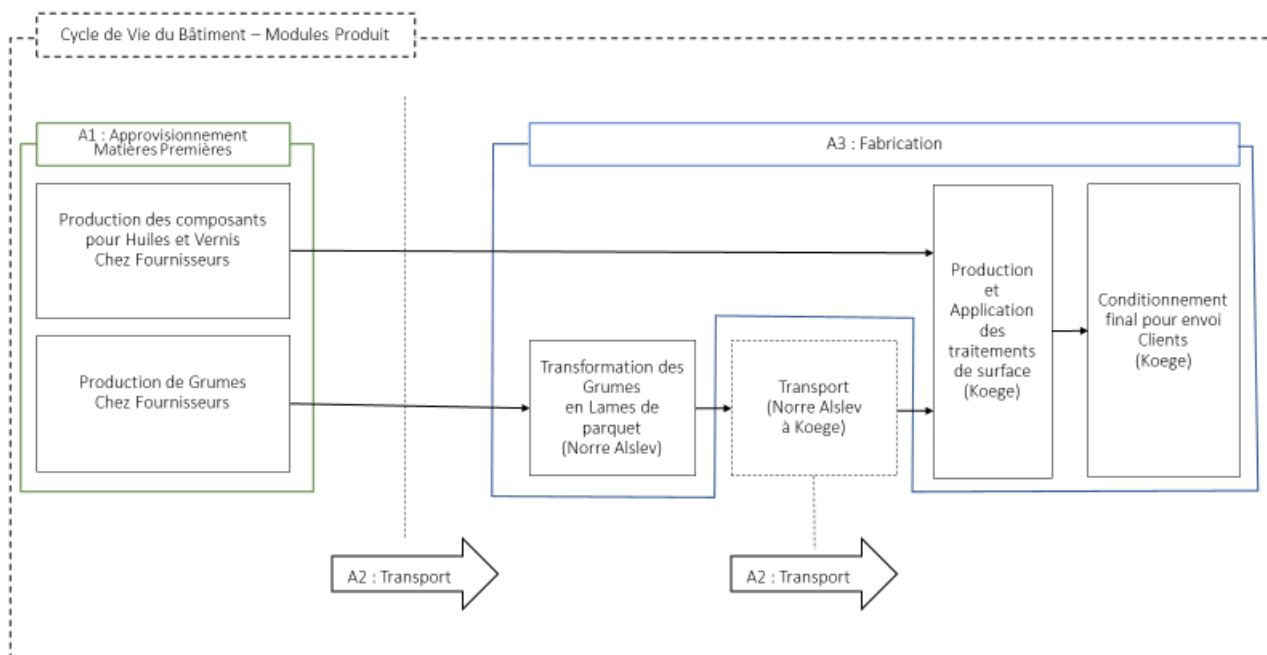 Cycle de Vie du Bâtiment – Modules Produit
A1 : Approvisionnement
Matières Premières
A3 : Fabrication
Production des composants
pour Huiles et Vernis
Chez Fournisseurs
Production de Grumes
Chez Fournisseurs
Transformation des
Grumes
en Lames de
parquet
(Norre Alslev)
Transport
(Norre Alslev
à Koege)
Production
et
Application
des
traitements
de surface
(Koege)
Conditionnement
final pour envoi
Clients
(Koege)
A2 : Transport
A2 : Transport